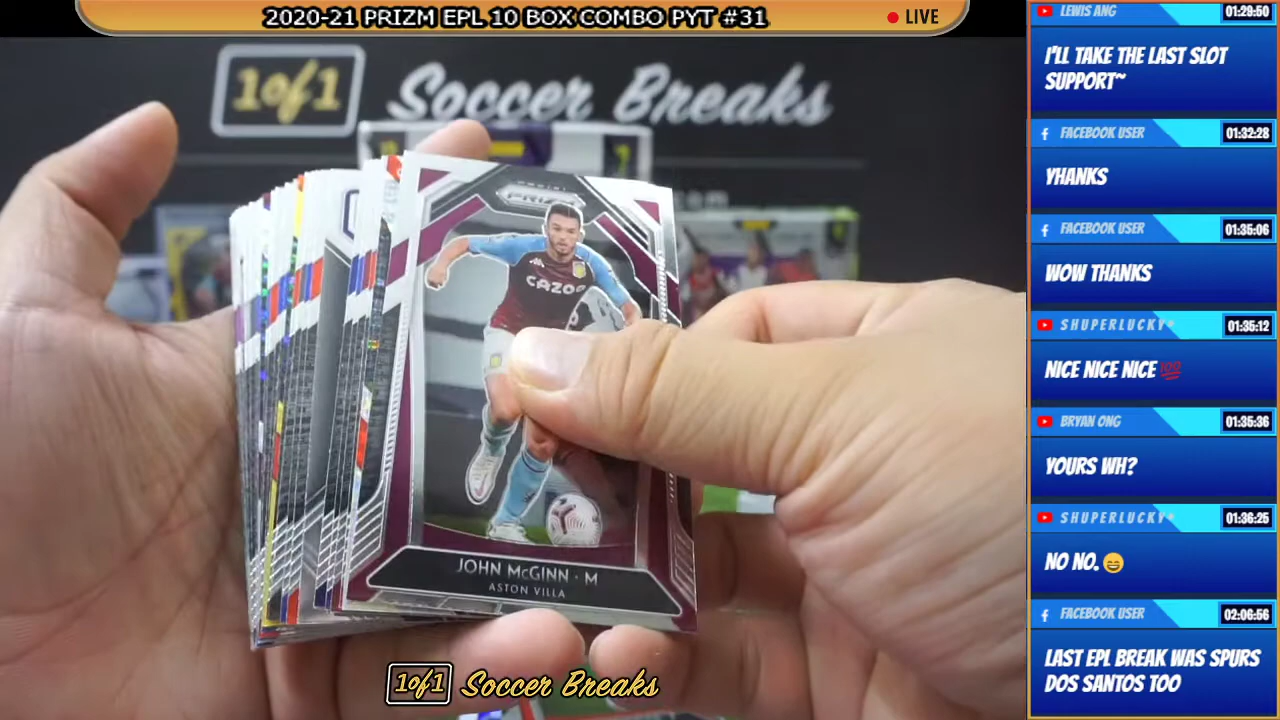 2020-21 PRIZM EPL 10 BOX COMBO PYT #31
LIVE
1of1 Soccer Breaks
PANINI
PRIZM
CAZOO
JOHN McGINN · M
ASTON VILLA
1of1 Soccer Breaks
LEWIS ANG 01:29:50
I'LL TAKE THE LAST SLOT
SUPPORT~
FACEBOOK USER 01:32:28
YHANKS
FACEBOOK USER 01:35:06
WOW THANKS
SHUPERLUCKY* 01:35:12
NICE NICE NICE 💯
BRYAN ONG 01:35:36
YOURS WH?
SHUPERLUCKY* 01:36:25
NO NO. 😄
FACEBOOK USER 02:06:56
LAST EPL BREAK WAS SPURS
DOS SANTOS TOO